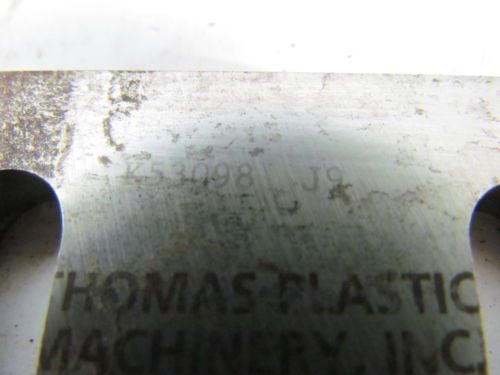 K53098 J9
THOMAS PLASTIC
MACHINERY, INC.